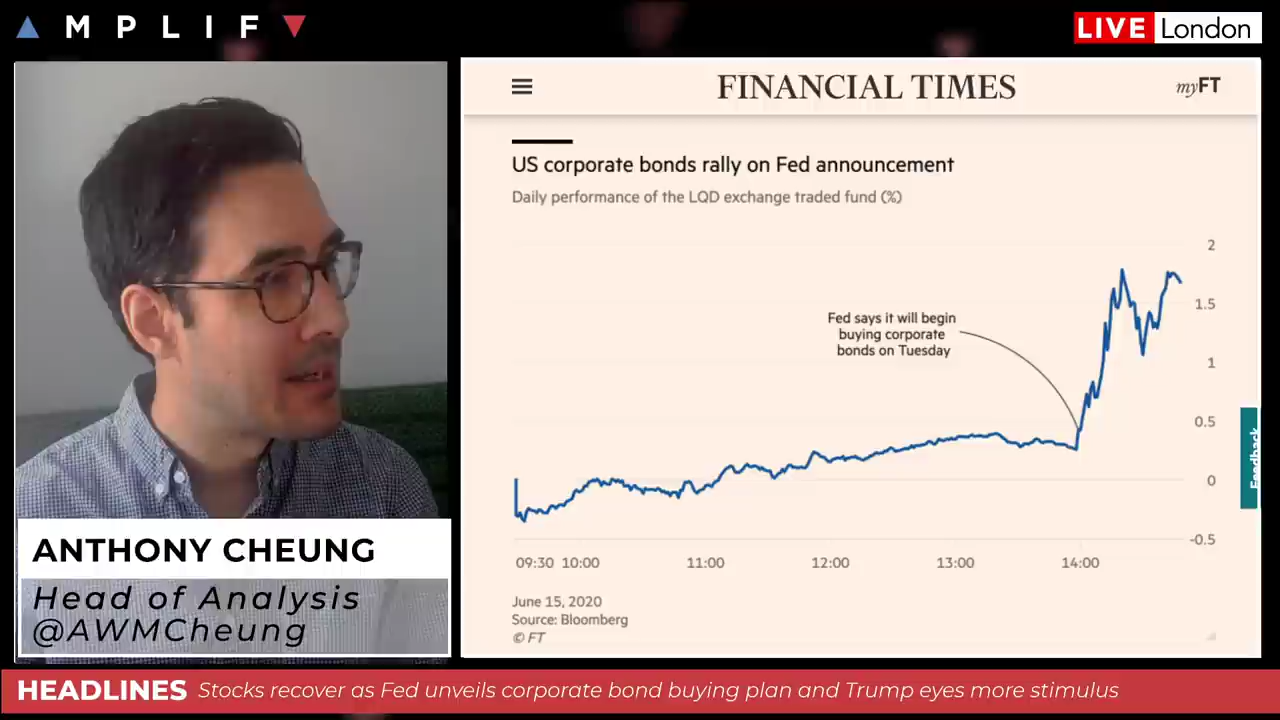 AMPLIFY
LIVE London
FINANCIAL TIMES
myFT
US corporate bonds rally on Fed announcement
Daily performance of the LQD exchange traded fund (%)
2
1.5
1
0.5
0
-0.5
Fed says it will begin
buying corporate
bonds on Tuesday
09:30 10:00 11:00 12:00 13:00 14:00
June 15, 2020
Source: Bloomberg
© FT
Feedback
ANTHONY CHEUNG
Head of Analysis
@AWMCheung
HEADLINES Stocks recover as Fed unveils corporate bond buying plan and Trump eyes more stimulus